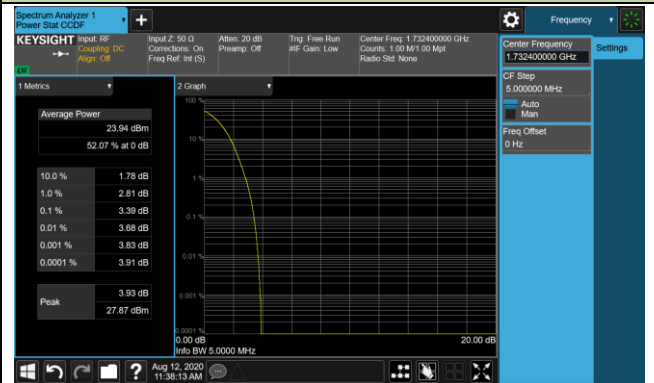 Spectrum Analyzer 1
Power Stat CCDF
+
Frequency
KEYSIGHT
Input: RF
Coupling: DC
Align: Off
Input Z: 50 Ω
Corrections: On
Freq Ref: Int (S)
Atten: 20 dB
Preamp: Off
Trig: Free Run
#IF Gain: Low
Center Freq: 1.732400000 GHz
Counts: 1.00 M/1.00 Mpt
Radio Std: None
Center Frequency
1.732400000 GHz
Settings
CF Step
5.000000 MHz
Auto
Man
Freq Offset
0 Hz
1 Metrics
2 Graph
Average Power
23.94 dBm
52.07 % at 0 dB
10.0 % 1.78 dB
1.0 % 2.81 dB
0.1 % 3.39 dB
0.01 % 3.68 dB
0.001 % 3.83 dB
0.0001 % 3.91 dB
Peak
3.93 dB
27.87 dBm
100 %
10 %
1 %
0.1 %
0.01 %
0.001 %
0.0001 %
0.00 dB
20.00 dB
Info BW 5.0000 MHz
?
Aug 12, 2020
11:38:13 AM